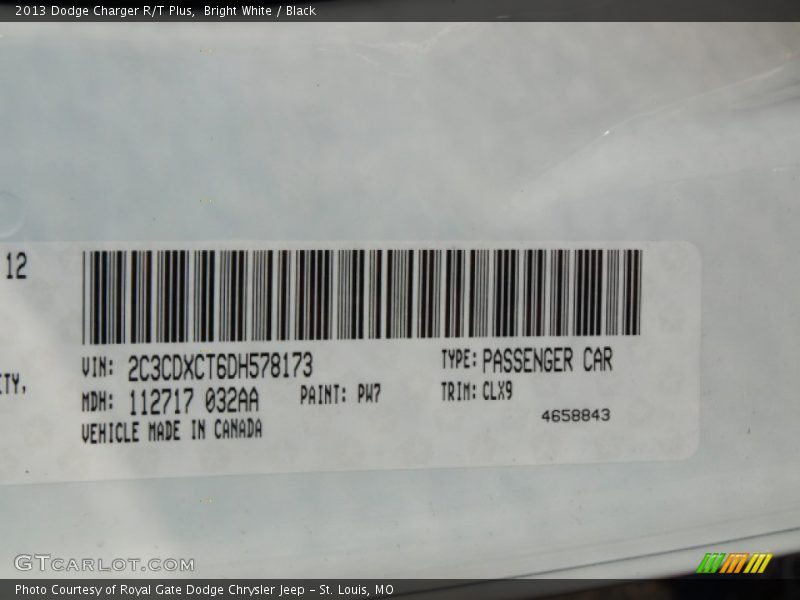 2013 Dodge Charger R/T Plus, Bright White / Black
12
VIN: 2C3CDXCT6DH578173
TYPE: PASSENGER CAR
ITY,
MDH: 112717 032AA
PAINT: PW7
TRIM: CLX9
4658843
VEHICLE MADE IN CANADA
GTCARLOT.COM
Photo Courtesy of Royal Gate Dodge Chrysler Jeep – St. Louis, MO